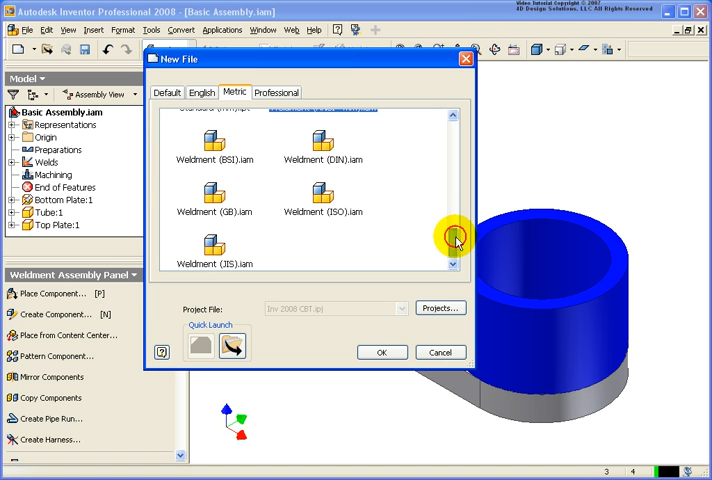 Autodesk Inventor Professional 2008 - [Basic Assembly.iam]
Video Tutorial Copyright © 2007
4D Design Solutions, LLC All Rights Reserved
File Edit View Insert Format Tools Convert Applications Window Web Help
Model
Assembly View
Basic Assembly.iam
Representations
Origin
Preparations
Welds
Machining
End of Features
Bottom Plate:1
Tube:1
Top Plate:1
Weldment Assembly Panel
Place Component... [P]
Create Component... [N]
Place from Content Center...
Pattern Component...
Mirror Components
Copy Components
Create Pipe Run...
Create Harness...
New File
Default English Metric Professional
Weldment (BSI).iam Weldment (DIN).iam
Weldment (GB).iam Weldment (ISO).iam
Weldment (JIS).iam
Project File: Inv 2008 CBT.ipj Projects...
Quick Launch
OK Cancel
3 4